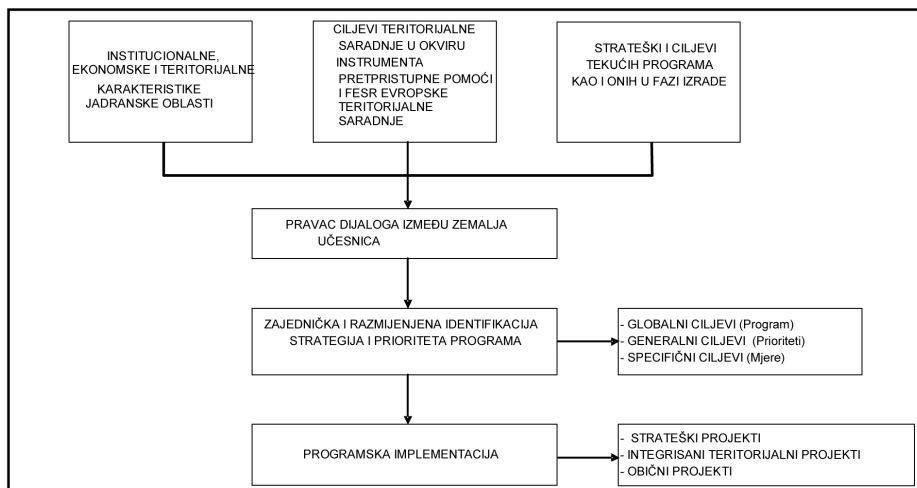 INSTITUCIONALNE,
EKONOMSKE I TERITORIJALNE
KARAKTERISTIKE
JADRANSKE OBLASTI
CILJEVI TERITORIJALNE
SARADNJE U OKVIRU
INSTRUMENTA
PRETPRISTUPNE POMOĆI
I FESR EVROPSKE
TERITORIJALNE
SARADNJE
STRATEŠKI I CILJEVI
TEKUĆIH PROGRAMA
KAO I ONIH U FAZI IZRADE
PRAVAC DIJALOGA IZMEĐU ZEMALJA
UČESNICA
ZAJEDNIČKA I RAZMIJENJENA IDENTIFIKACIJA
STRATEGIJA I PRIORITETA PROGRAMA
- GLOBALNI CILJEVI (Program)
- GENERALNI CILJEVI (Prioriteti)
- SPECIFIČNI CILJEVI (Mjere)
PROGRAMSKA IMPLEMENTACIJA
- STRATEŠKI PROJEKTI
- INTEGRISANI TERITORIJALNI PROJEKTI
- OBIČNI PROJEKTI